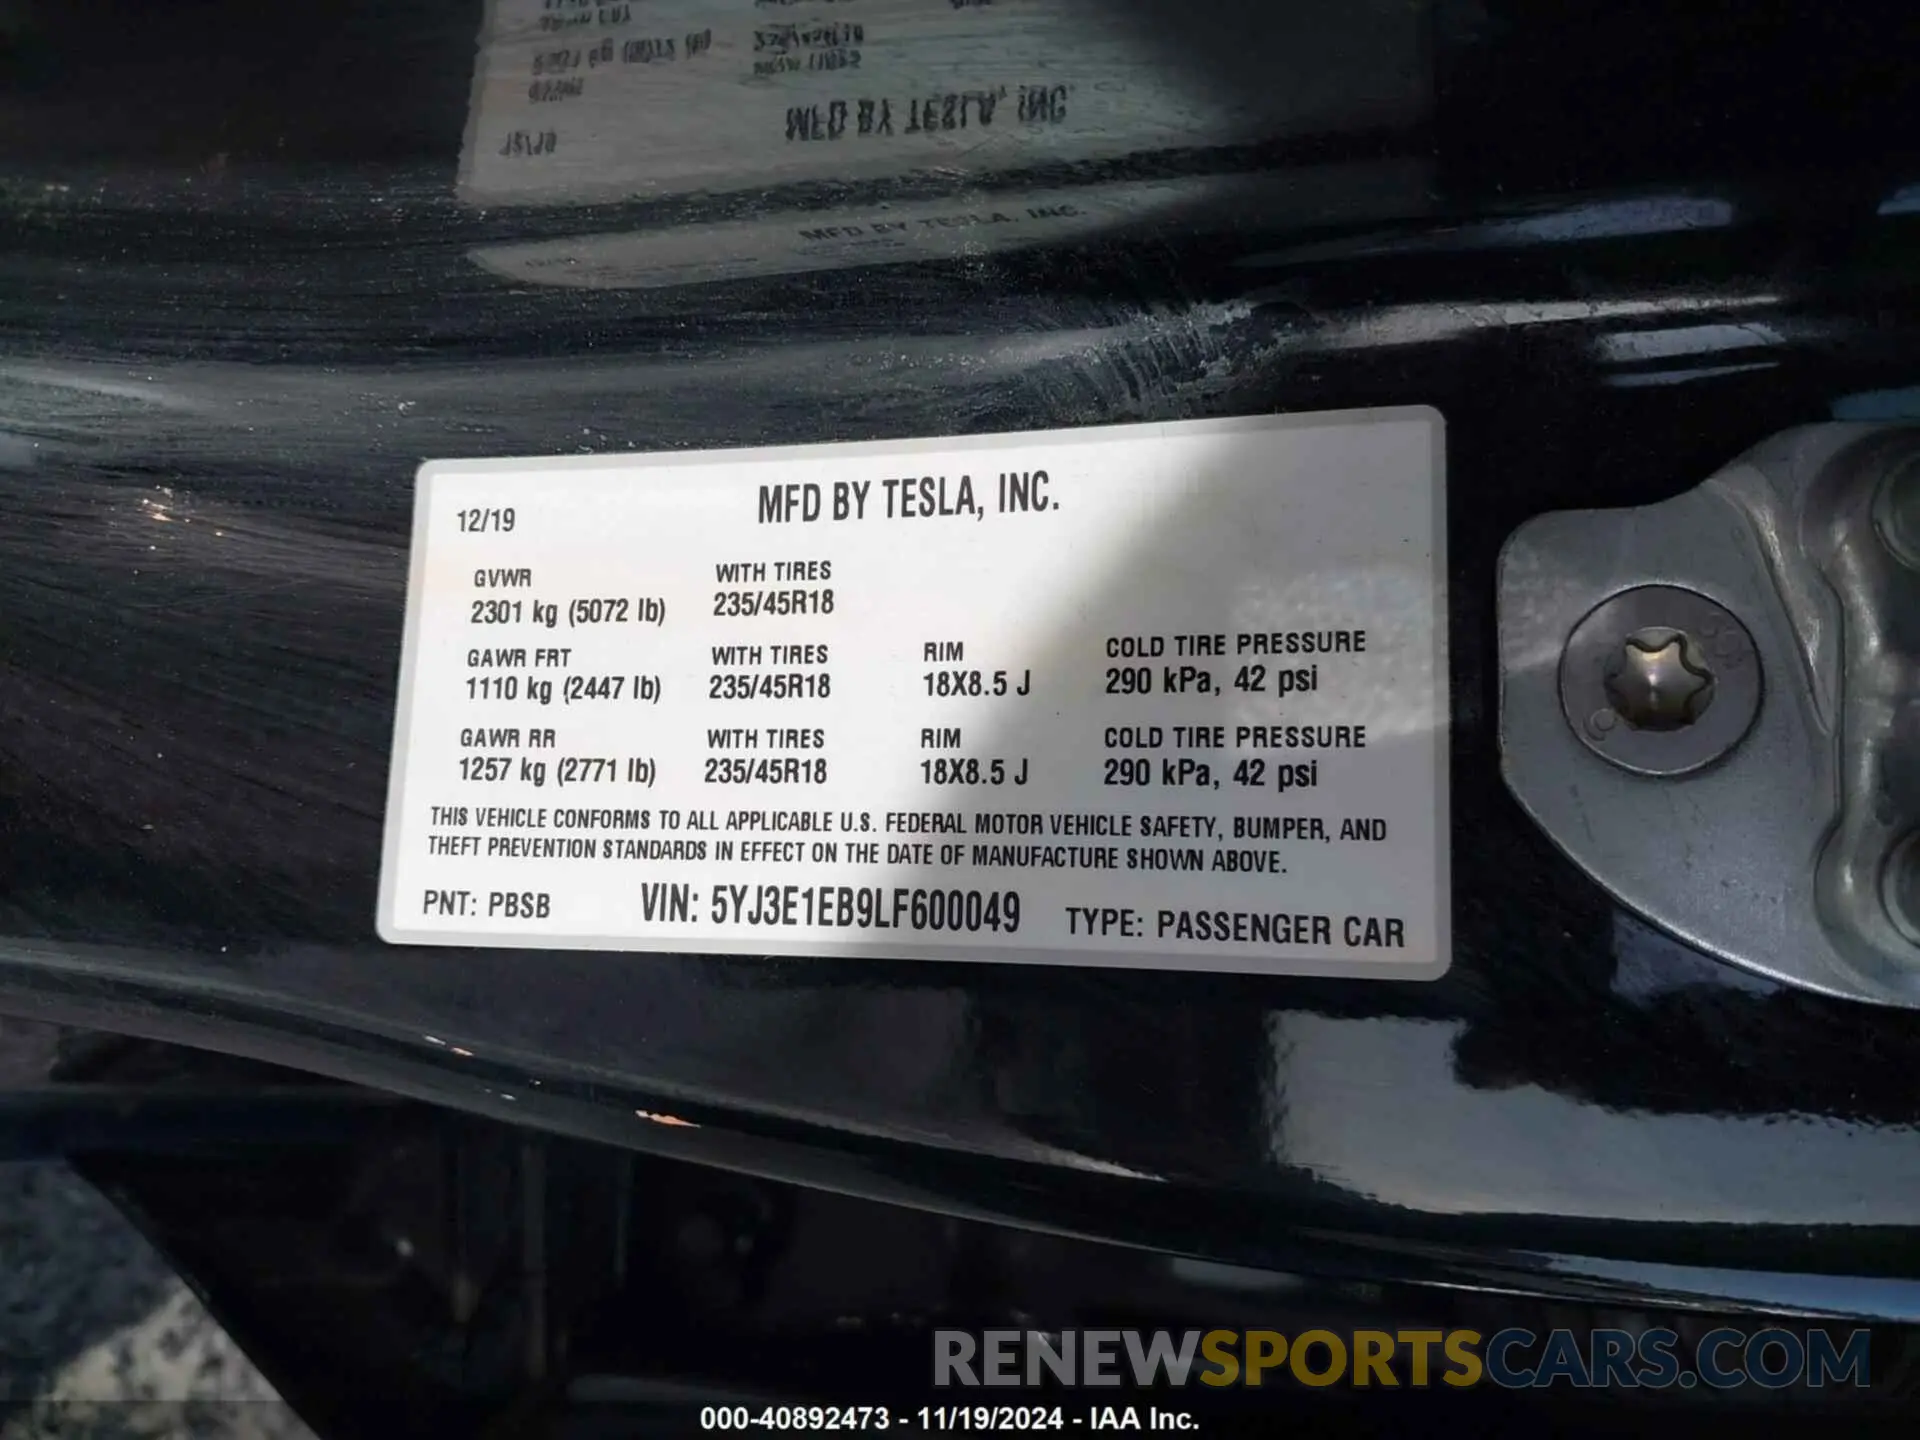 MFD BY TESLA, INC.
12/19
GVWR WITH TIRES
2301 kg (5072 lb) 235/45R18
GAWR FRT WITH TIRES RIM COLD TIRE PRESSURE
1110 kg (2447 lb) 235/45R18 18X8.5 J 290 kPa, 42 psi
GAWR RR WITH TIRES RIM COLD TIRE PRESSURE
1257 kg (2771 lb) 235/45R18 18X8.5 J 290 kPa, 42 psi
THIS VEHICLE CONFORMS TO ALL APPLICABLE U.S. FEDERAL MOTOR VEHICLE SAFETY, BUMPER, AND
THEFT PREVENTION STANDARDS IN EFFECT ON THE DATE OF MANUFACTURE SHOWN ABOVE.
PNT: PBSB VIN: 5YJ3E1EB9LF600049 TYPE: PASSENGER CAR
RENEWSPORTSCARS.COM
000-40892473 - 11/19/2024 - IAA Inc.